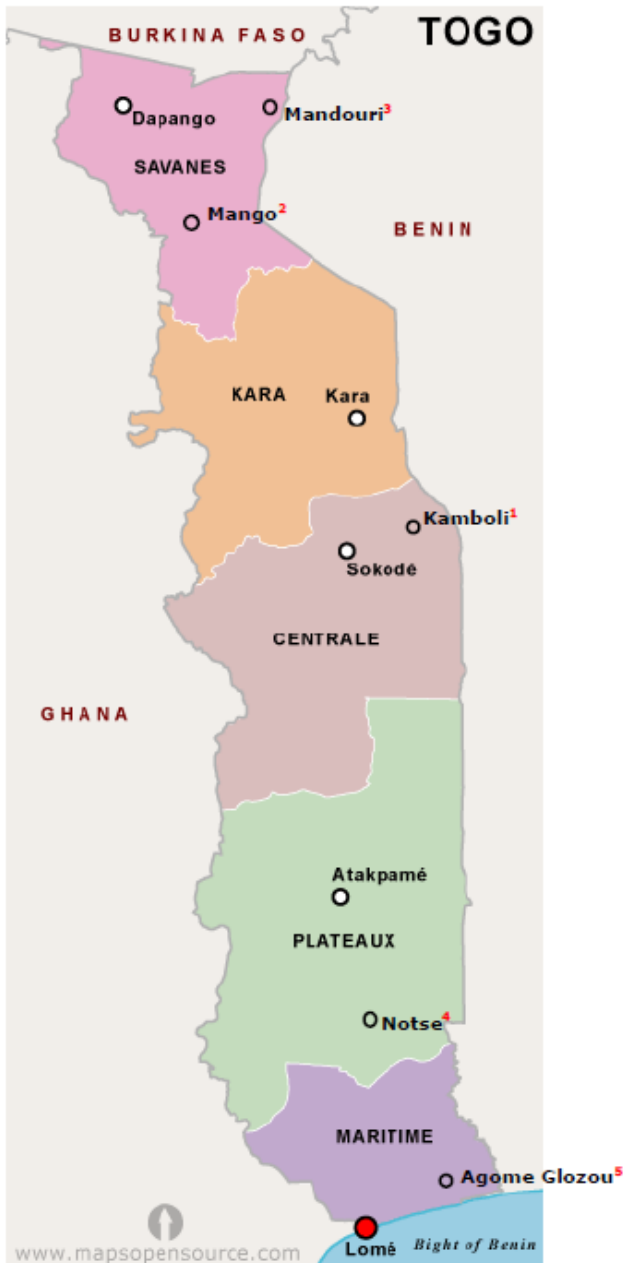 BURKINA FASO
TOGO
Dapango
Mandouri³
SAVANES
Mango²
BENIN
KARA
Kara
Kamboli¹
Sokodé
CENTRALE
GHANA
Atakpamé
PLATEAUX
Notse⁴
MARITIME
Agome Glozou⁵
Lomé
Bight of Benin
www.mapsopensource.com